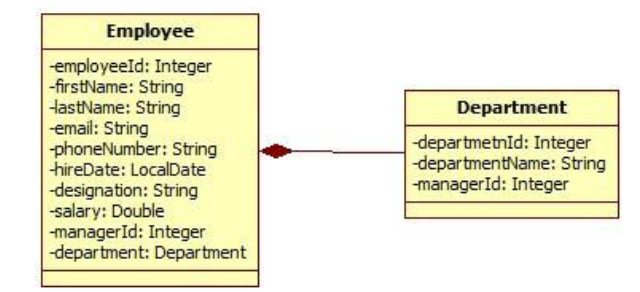 Employee
-employeeId: Integer
-firstName: String
-lastName: String
-email: String
-phoneNumber: String
-hireDate: LocalDate
-designation: String
-salary: Double
-managerId: Integer
-department: Department
Department
-departmetnId: Integer
-departmentName: String
-managerId: Integer